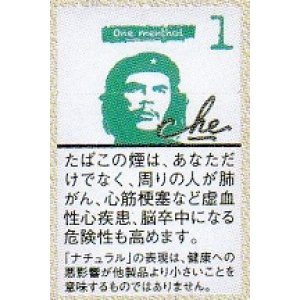 One menthol 1
che
たばこの煙は、あなただ
けでなく、周りの人が肺
がん、心筋梗塞など虚血
性心疾患、脳卒中になる
危険性も高めます。
「ナチュラル」の表現は、健康への
悪影響が他製品より小さいことを
意味するものではありません。